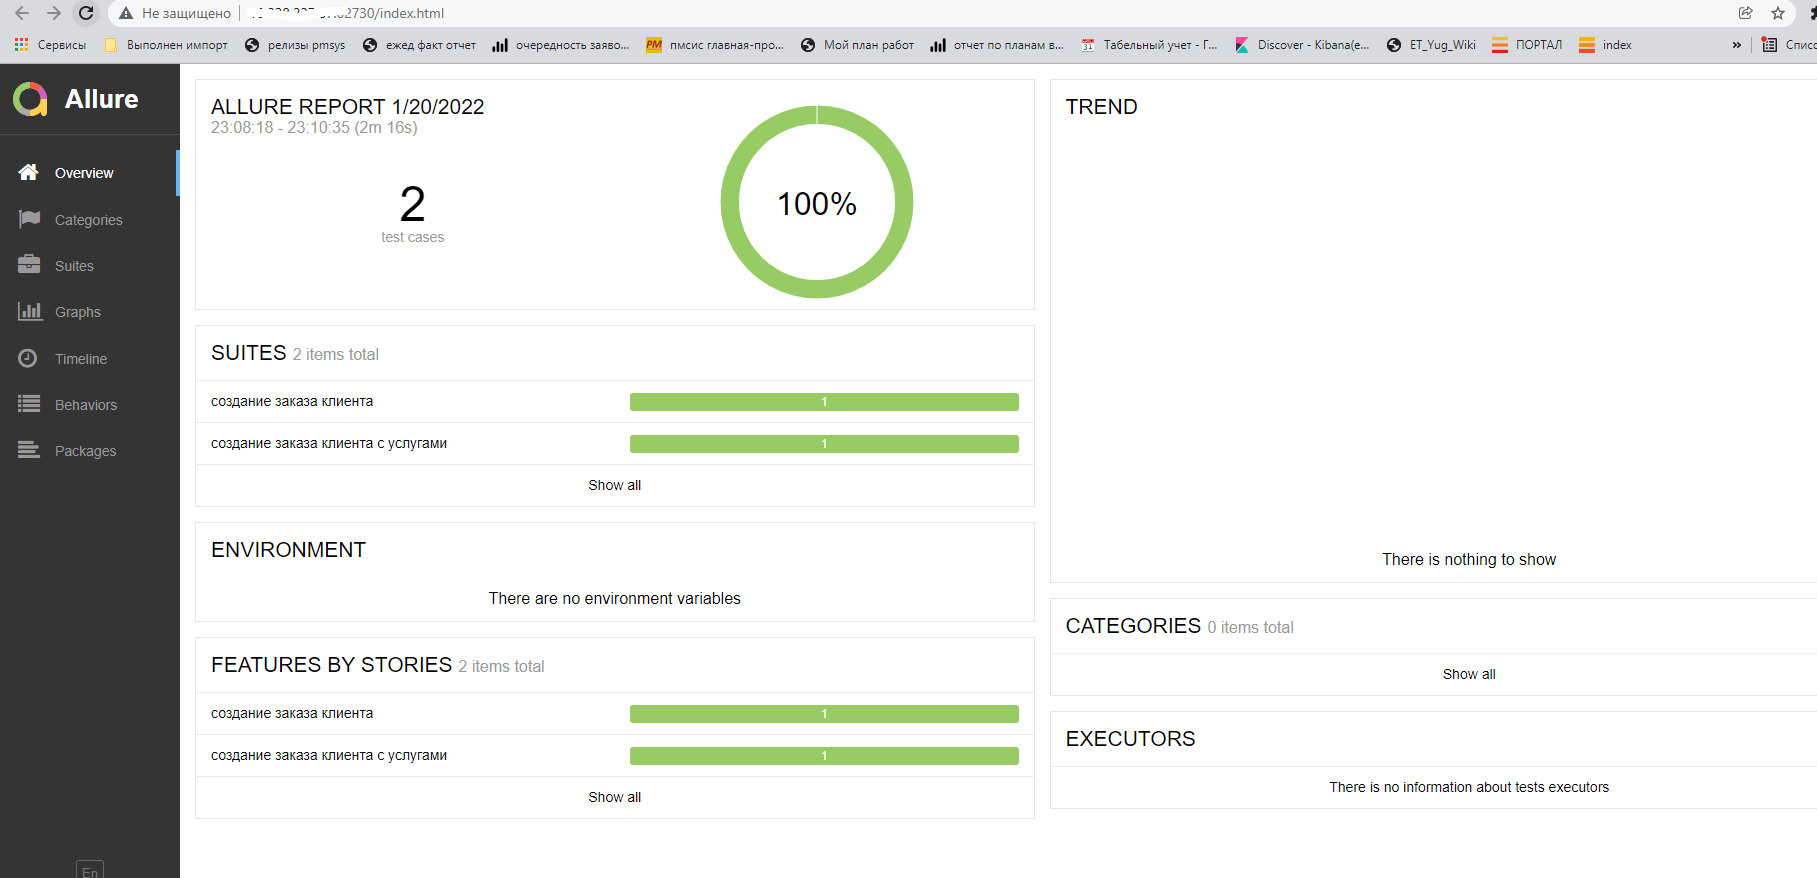 Не защищено
2730/index.html
Сервисы
Выполнен импорт
релизы pmsys
ежед факт отчет
очередность заяво...
PM
пмсис главная-про...
Мой план работ
отчет по планам в...
31
Табельный учет - Г...
Discover - Kibana(e...
ET_Yug_Wiki
ПОРТАЛ
index
»
Спис
Allure
Overview
Categories
Suites
Graphs
Timeline
Behaviors
Packages
En
ALLURE REPORT 1/20/2022
23:08:18 - 23:10:35 (2m 16s)
2
test cases
100%
SUITES 2 items total
создание заказа клиента 1
создание заказа клиента с услугами 1
Show all
ENVIRONMENT
There are no environment variables
FEATURES BY STORIES 2 items total
создание заказа клиента 1
создание заказа клиента с услугами 1
Show all
TREND
There is nothing to show
CATEGORIES 0 items total
Show all
EXECUTORS
There is no information about tests executors